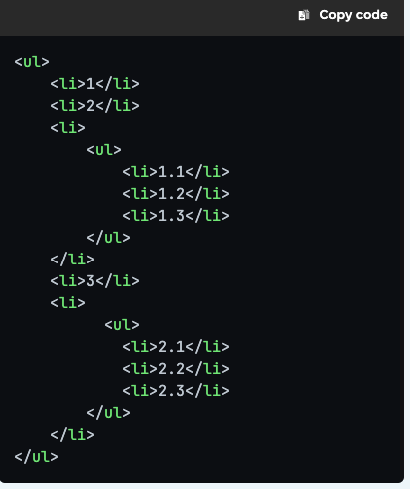 Copy code
<ul>
    <li>1</li>
    <li>2</li>
    <li>
        <ul>
            <li>1.1</li>
            <li>1.2</li>
            <li>1.3</li>
        </ul>
    </li>
    <li>3</li>
    <li>
          <ul>
            <li>2.1</li>
            <li>2.2</li>
            <li>2.3</li>
        </ul>
    </li>
</ul>